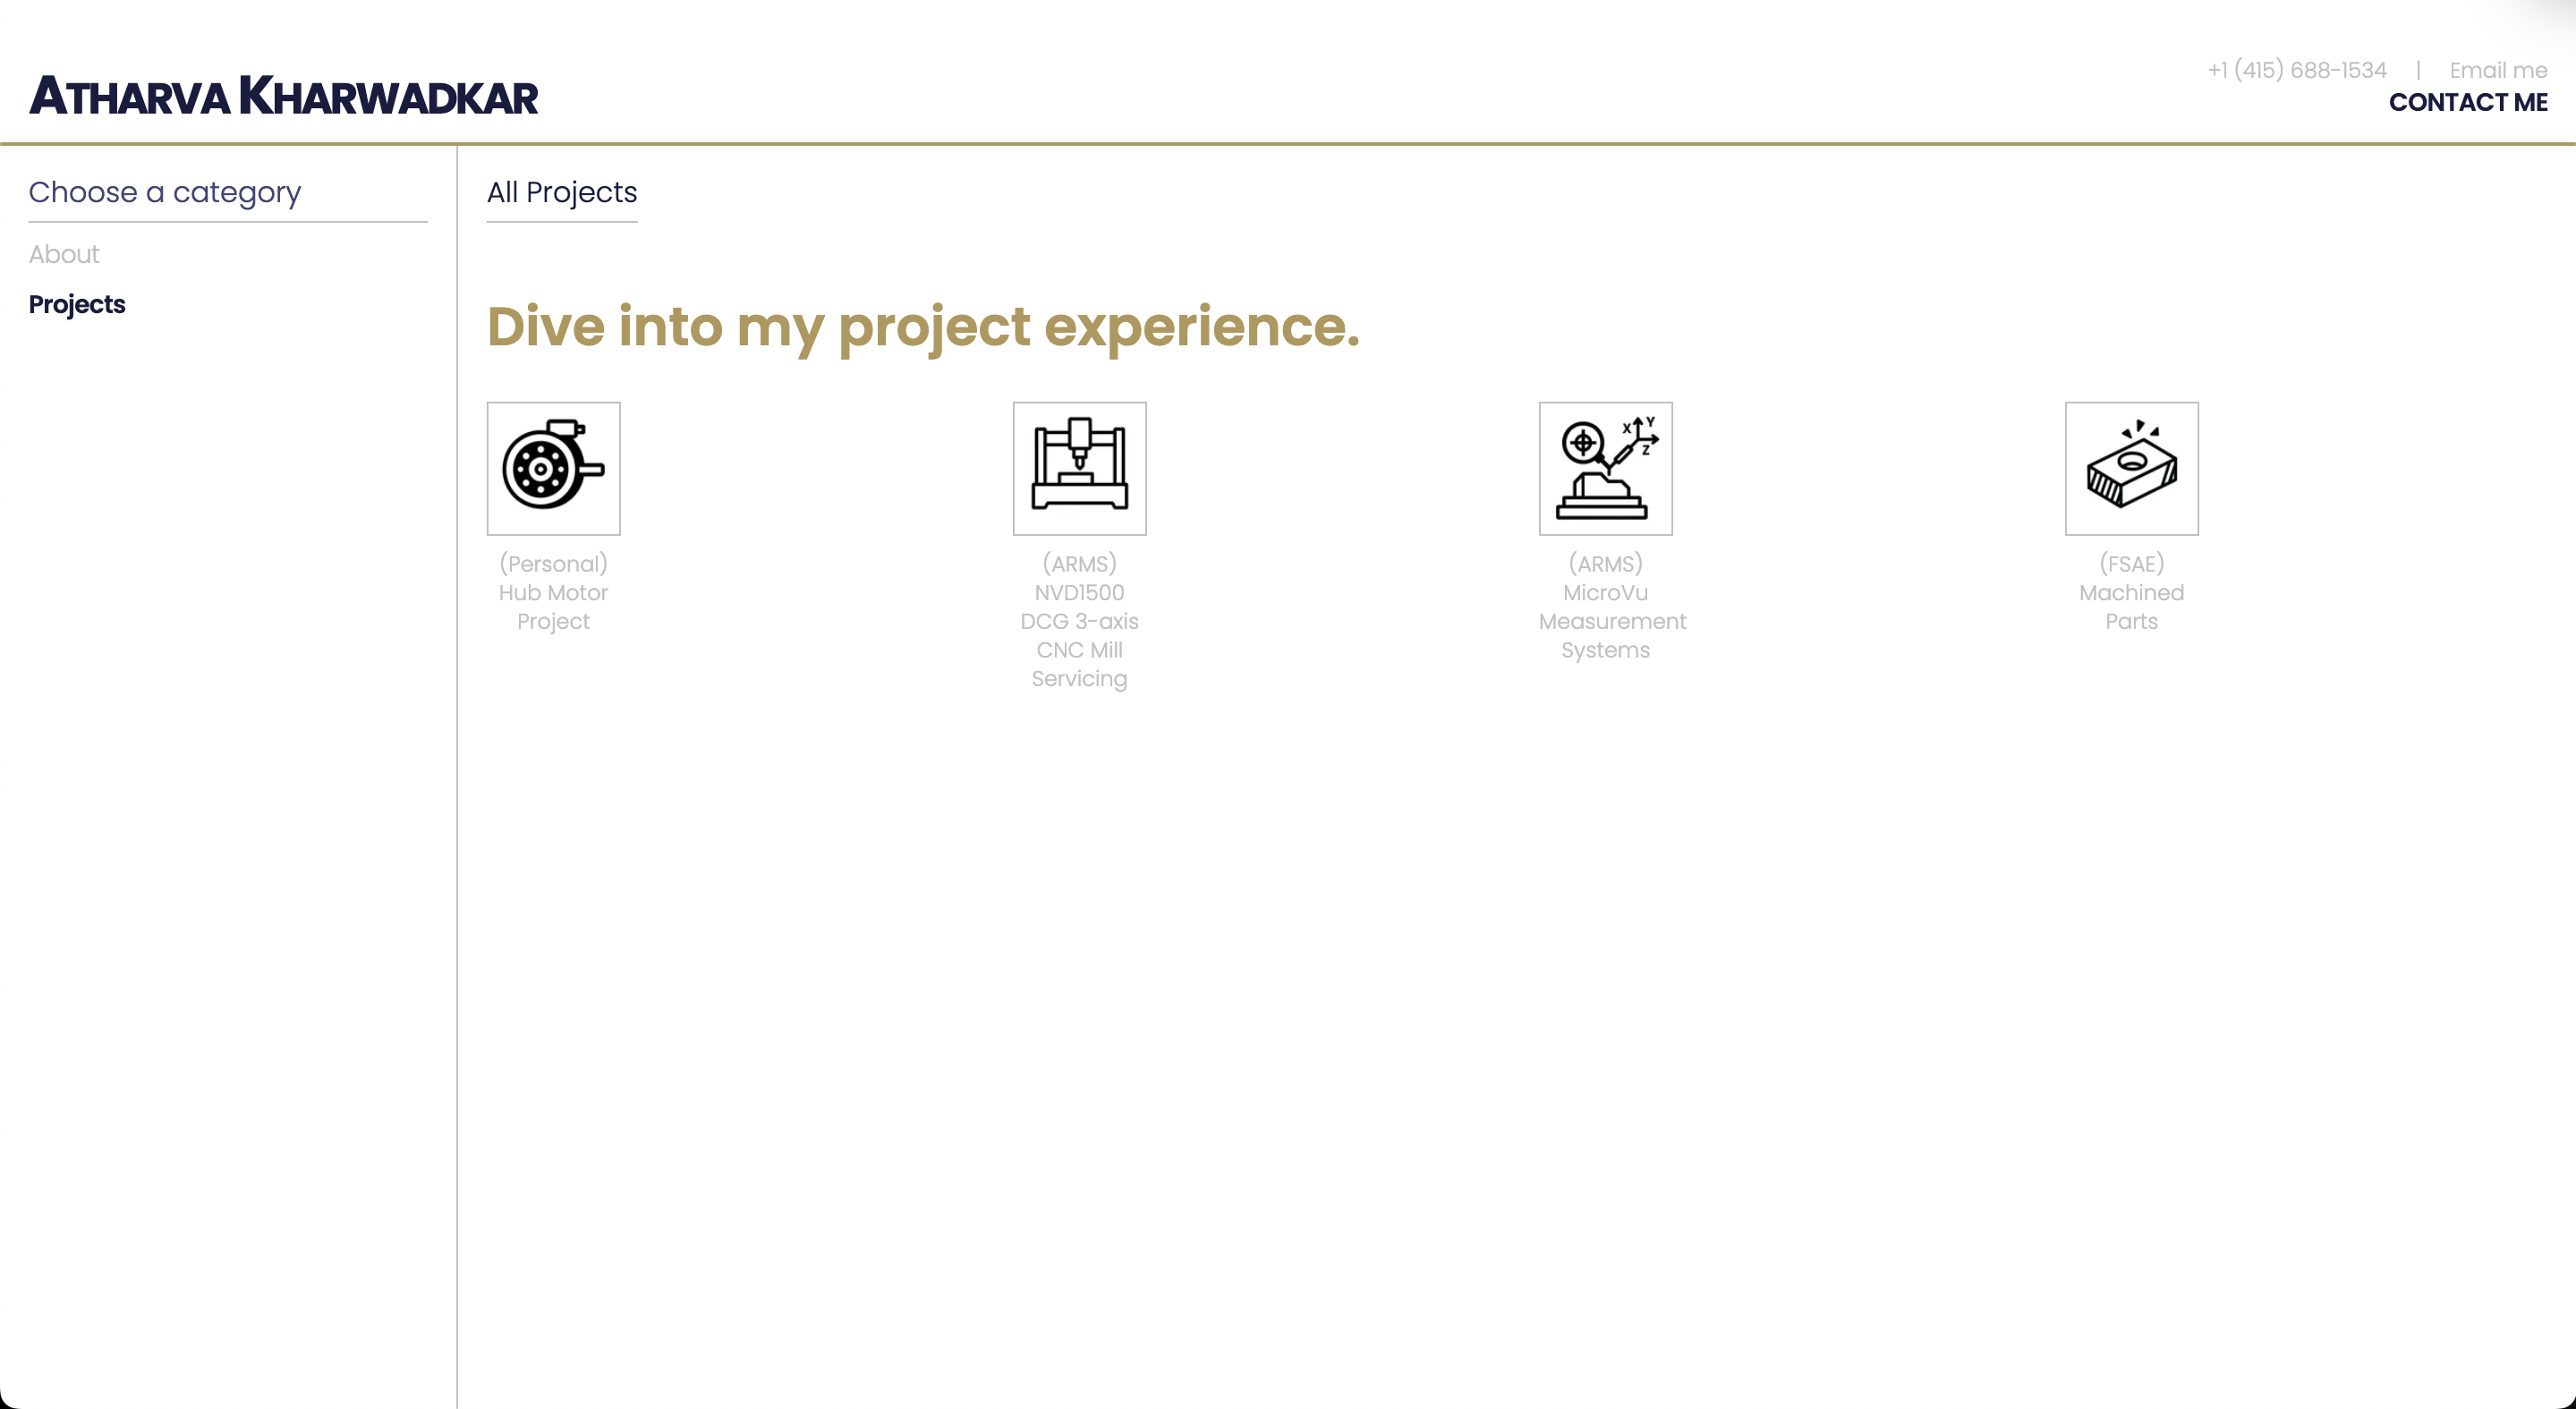 ATHARVA KHARWADKAR
+1 (415) 688-1534 | Email me
CONTACT ME
Choose a category
About
Projects
All Projects
Dive into my project experience.
(Personal)
Hub Motor
Project
(ARMS)
NVD1500
DCG 3-axis
CNC Mill
Servicing
X Y
Z
(ARMS)
MicroVu
Measurement
Systems
(FSAE)
Machined
Parts